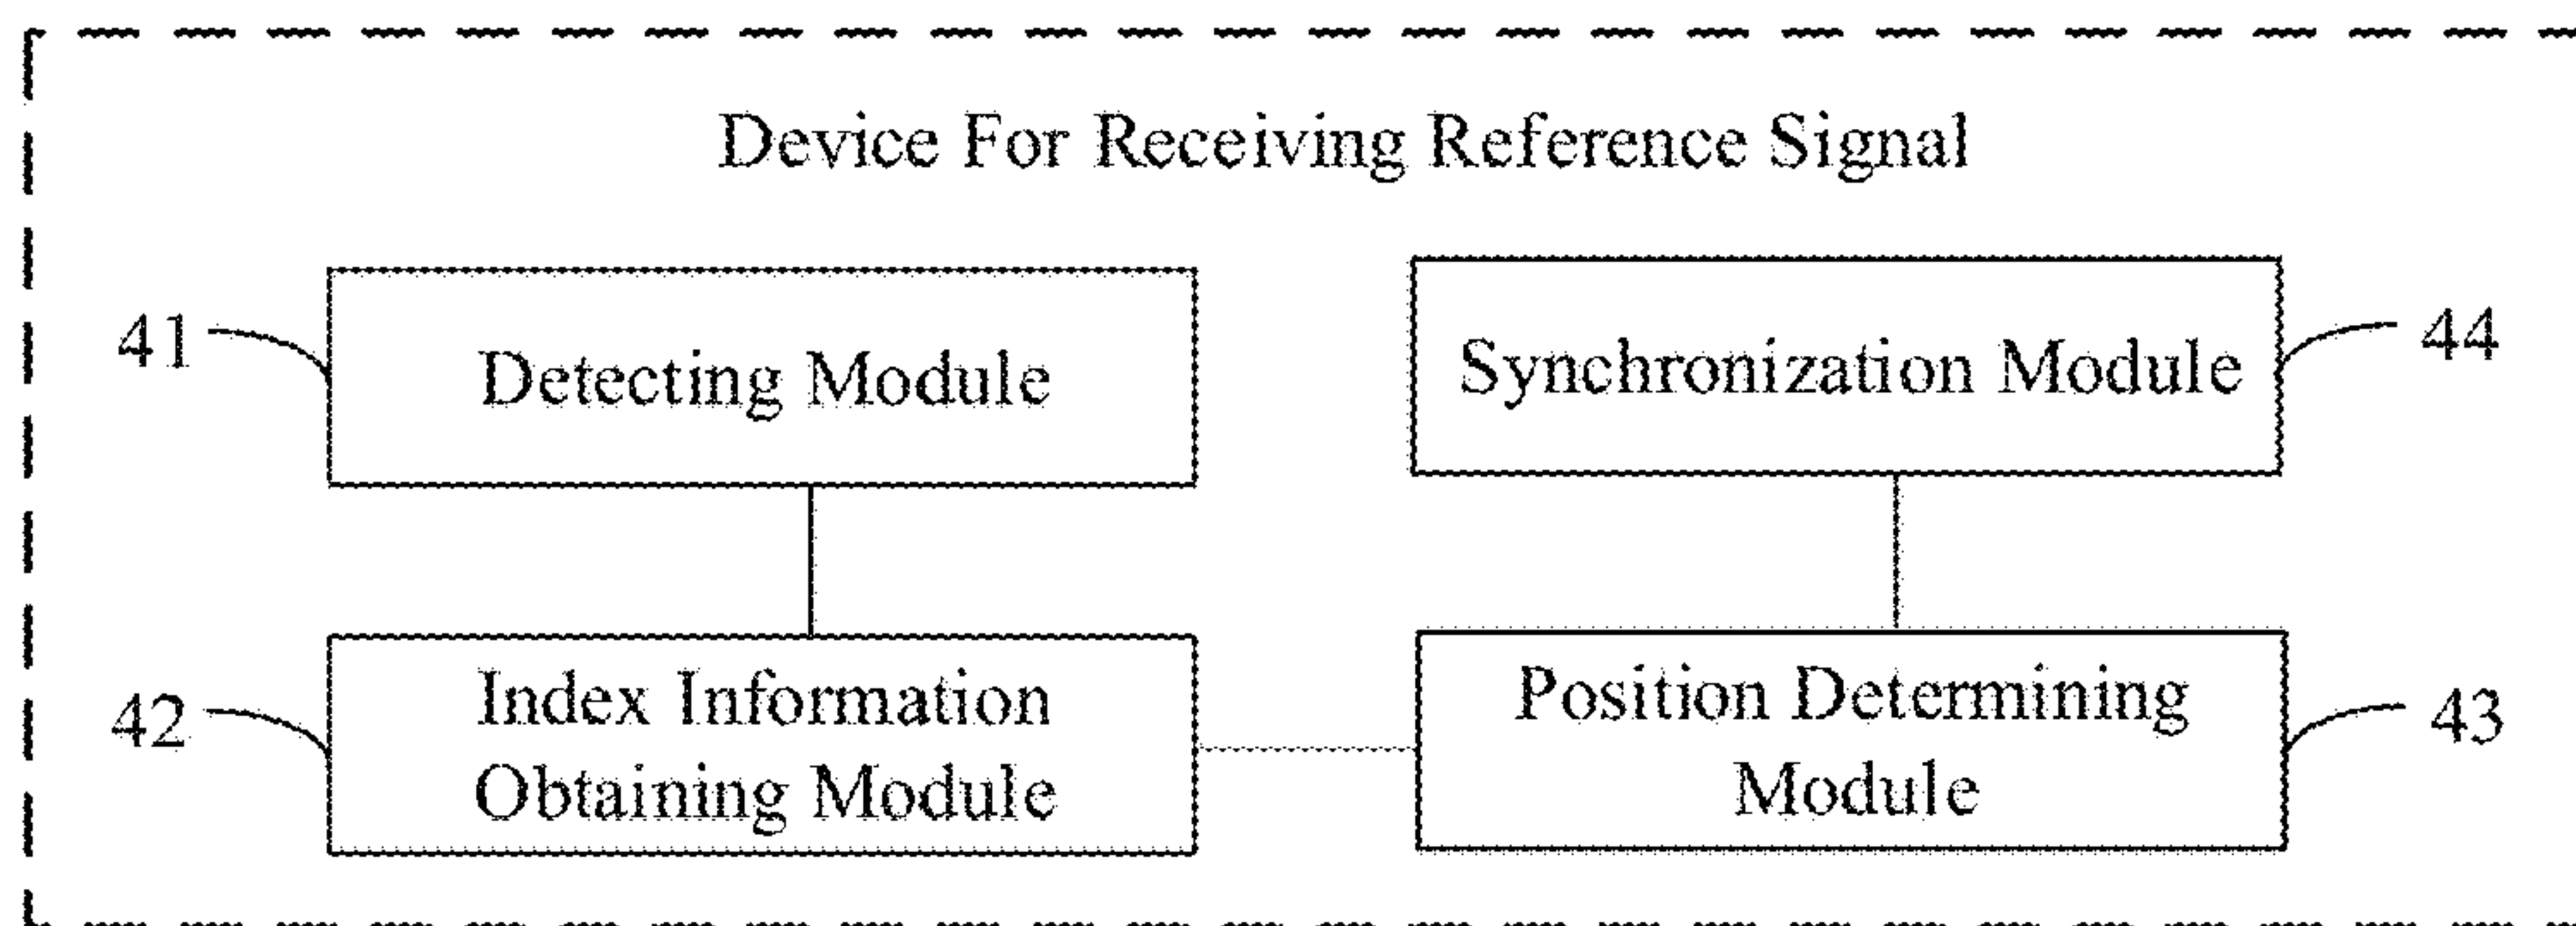 Device For Receiving Reference Signal
41
Detecting Module
Synchronization Module
44
42
Index Information
Obtaining Module
Position Determining
Module
43